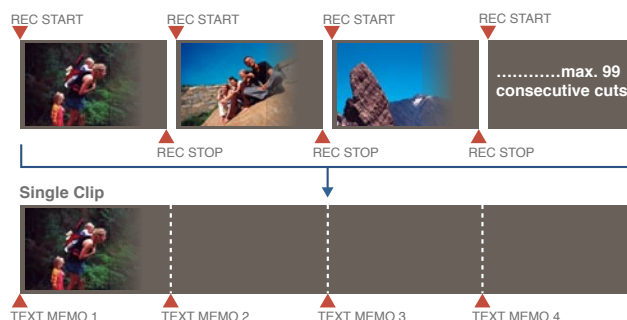 REC START
REC START
REC START
REC START
............max. 99
consecutive cuts
REC STOP
REC STOP
REC STOP
Single Clip
TEXT MEMO 1
TEXT MEMO 2
TEXT MEMO 3
TEXT MEMO 4